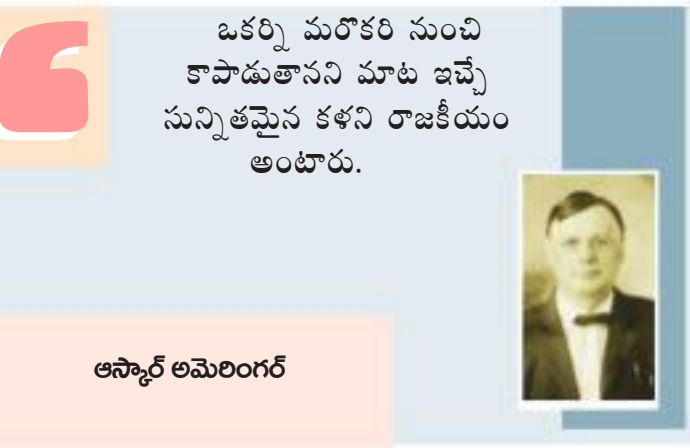 ఒకర్ని మరొకరి నుంచి
కాపాడుతానని మాట ఇచ్చే
సున్నితమైన కళని రాజకీయం
అంటారు.
ఆస్కార్ అమెరింగర్